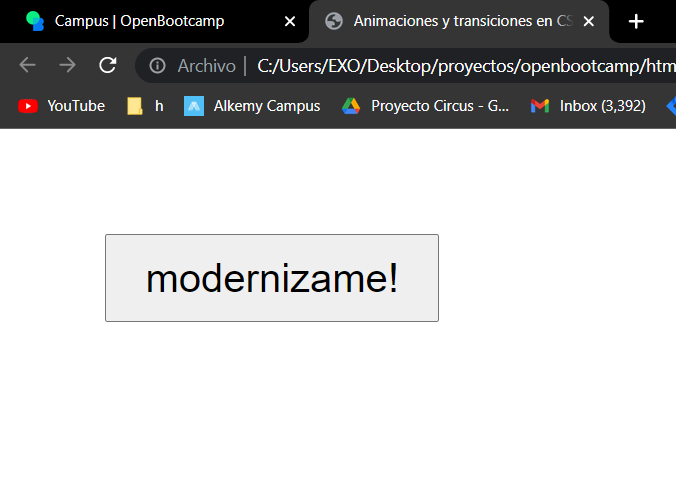 Campus | OpenBootcamp
Animaciones y transiciones en CS
Archivo | C:/Users/EXO/Desktop/proyectos/openbootcamp/htm
YouTube h Alkemy Campus Proyecto Circus - G... Inbox (3,392)
modernizame!